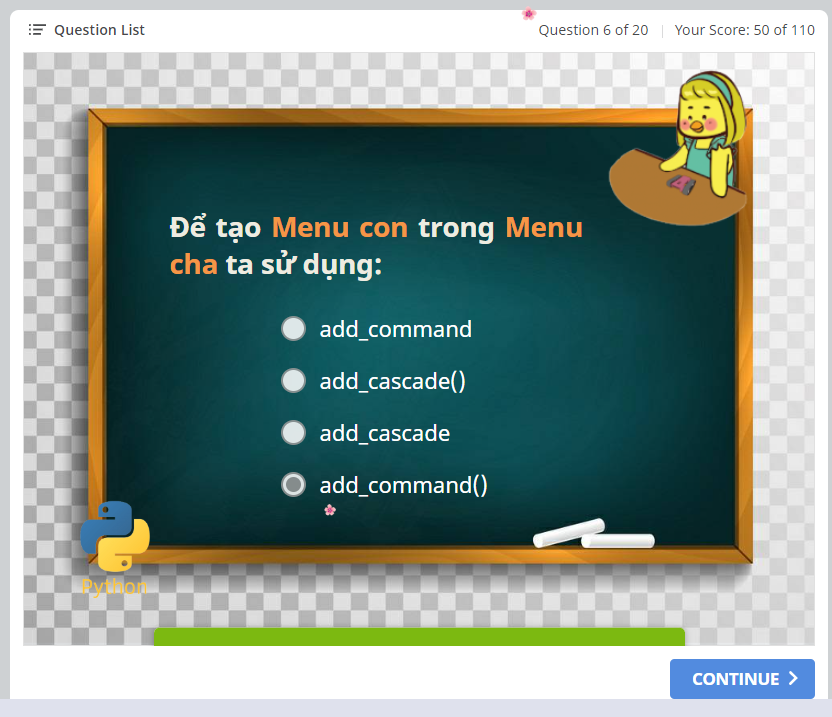 Question List
Question 6 of 20 | Your Score: 50 of 110
Để tạo Menu con trong Menu
cha ta sử dụng:
add_command
add_cascade()
add_cascade
add_command()
Python
CONTINUE